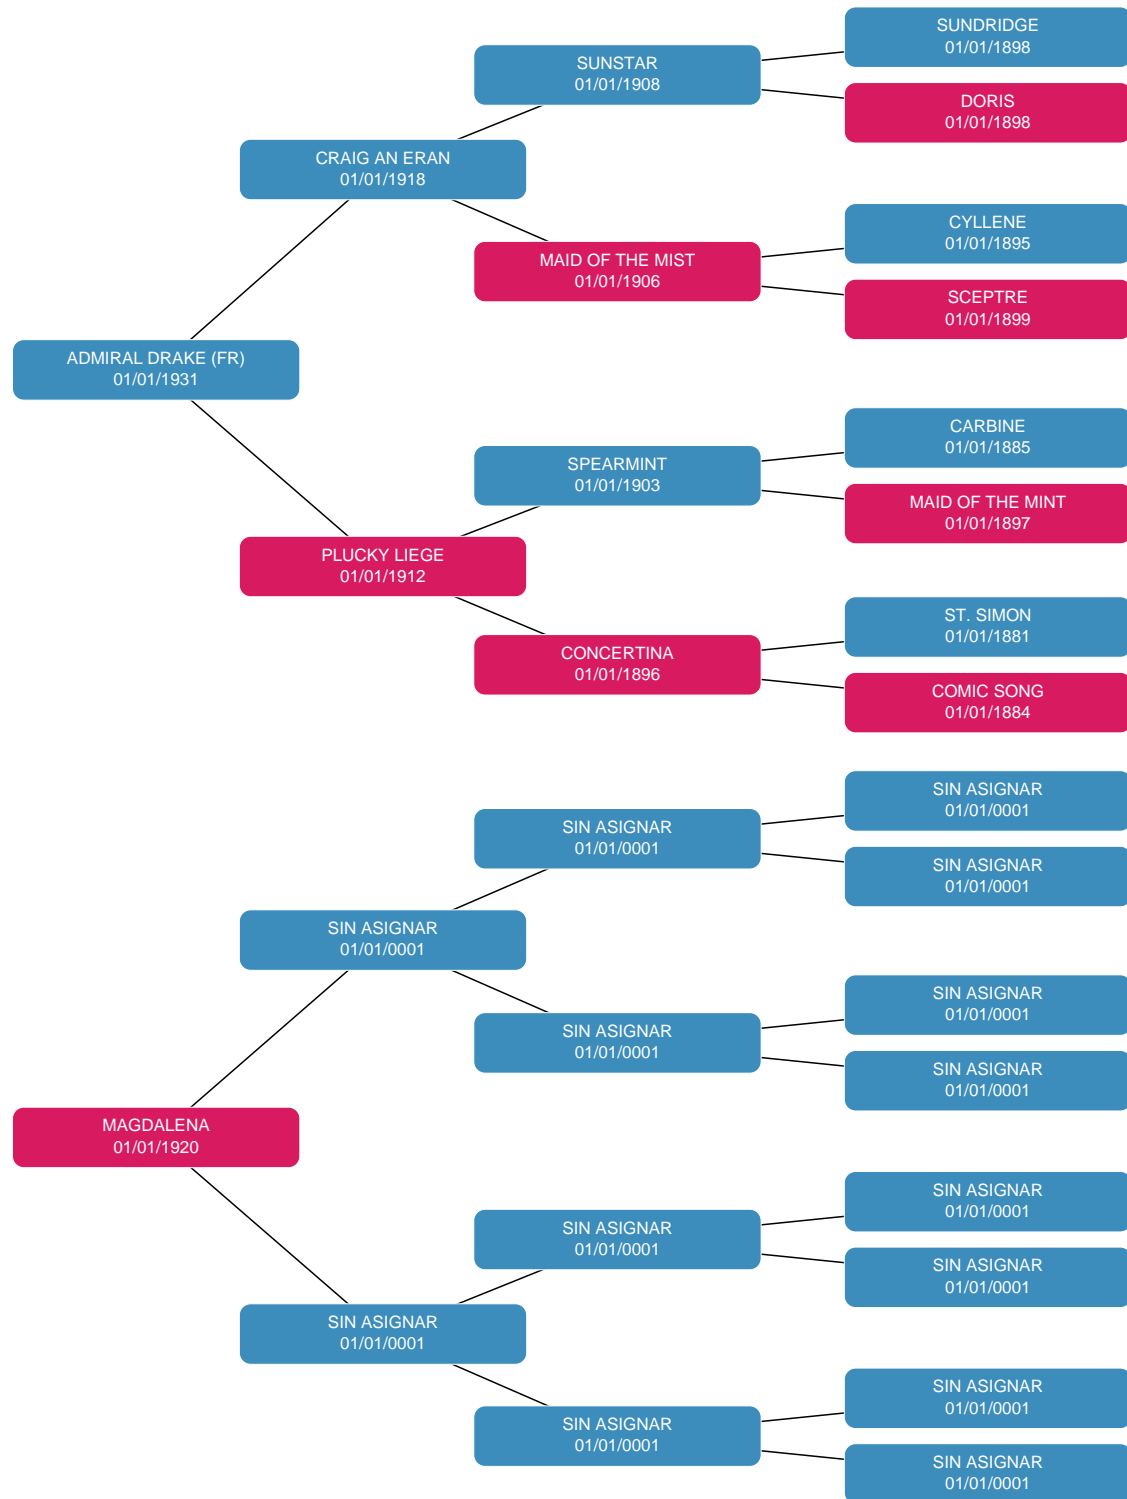 SUNDRIDGE
01/01/1898
SUNSTAR
01/01/1908
DORIS
01/01/1898
CRAIG AN ERAN
01/01/1918
CYLLENE
01/01/1895
MAID OF THE MIST
01/01/1906
SCEPTRE
01/01/1899
ADMIRAL DRAKE (FR)
01/01/1931
CARBINE
01/01/1885
SPEARMINT
01/01/1903
MAID OF THE MINT
01/01/1897
PLUCKY LIEGE
01/01/1912
ST. SIMON
01/01/1881
CONCERTINA
01/01/1896
COMIC SONG
01/01/1884
SIN ASIGNAR
01/01/0001
SIN ASIGNAR
01/01/0001
SIN ASIGNAR
01/01/0001
SIN ASIGNAR
01/01/0001
SIN ASIGNAR
01/01/0001
SIN ASIGNAR
01/01/0001
SIN ASIGNAR
01/01/0001
MAGDALENA
01/01/1920
SIN ASIGNAR
01/01/0001
SIN ASIGNAR
01/01/0001
SIN ASIGNAR
01/01/0001
SIN ASIGNAR
01/01/0001
SIN ASIGNAR
01/01/0001
SIN ASIGNAR
01/01/0001
SIN ASIGNAR
01/01/0001